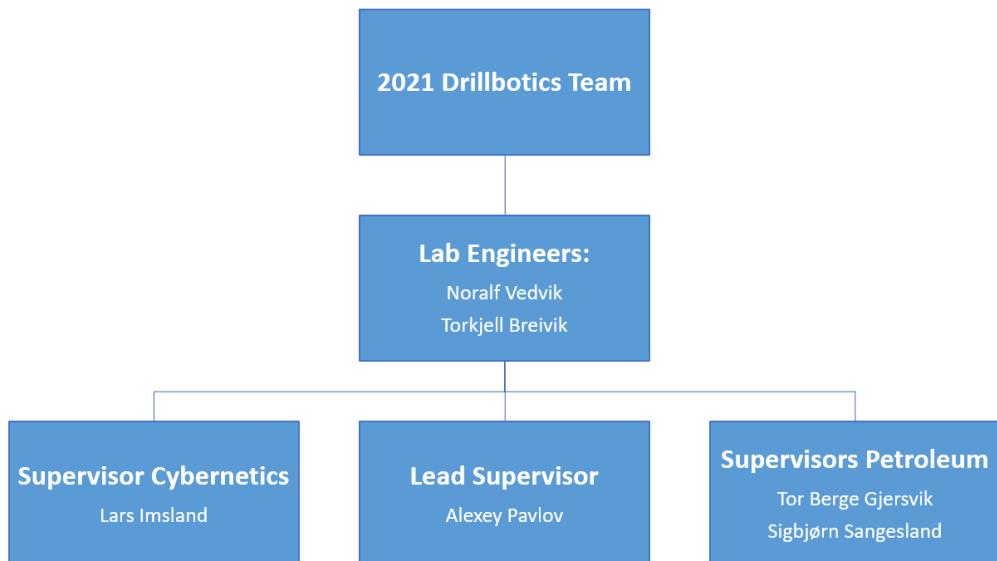 2021 Drillbotics Team
Lab Engineers:
Noralf Vedvik
Torkjell Breivik
Supervisor Cybernetics
Lars Imsland
Lead Supervisor
Alexey Pavlov
Supervisors Petroleum
Tor Berge Gjersvik
Sigbjørn Sangesland